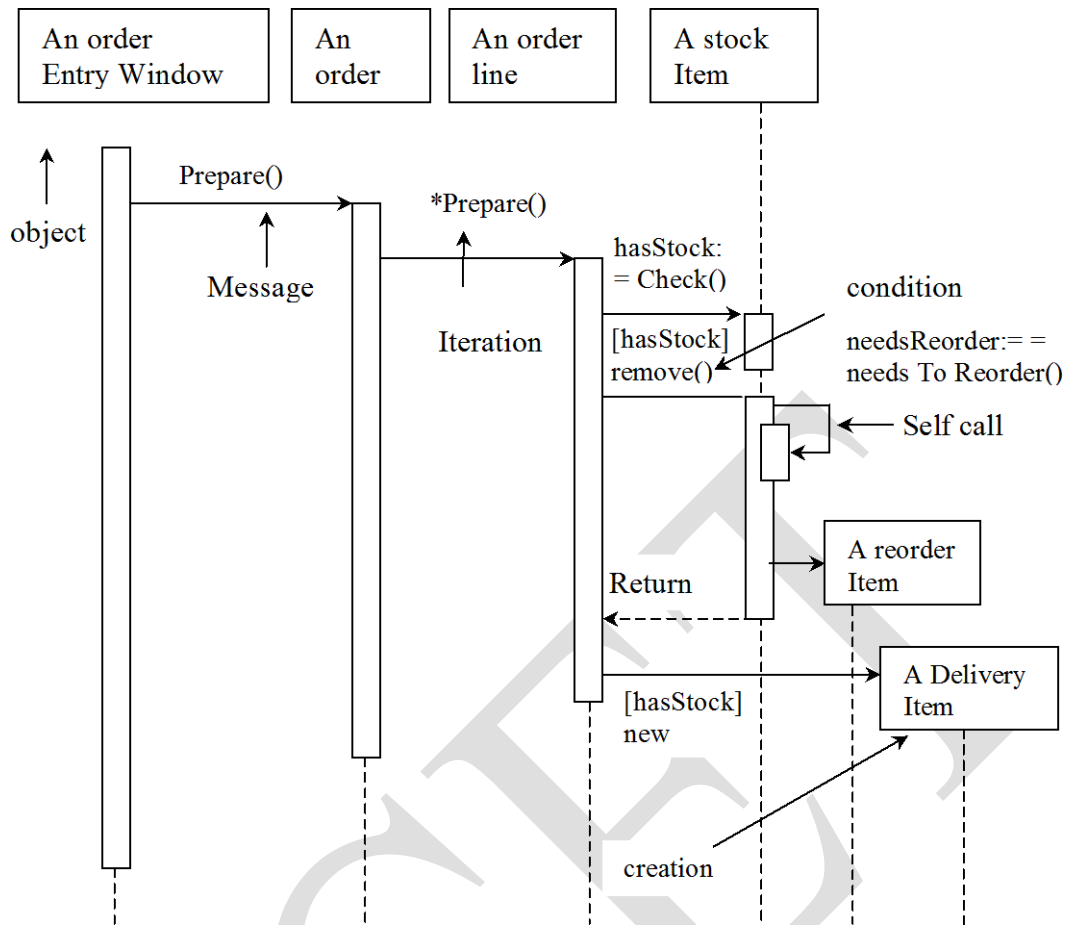 An order
Entry Window
An
order
An order
line
A stock
Item
Prepare()
*Prepare()
object
Message
Iteration
hasStock:
= Check()
condition
[hasStock]
remove()
needsReorder:= =
needs To Reorder()
Self call
A reorder
Item
Return
A Delivery
Item
[hasStock]
new
creation